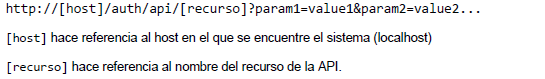 http://[host]/auth/api/[recurso]?param1=value1&param2=value2...
[host] hace referencia al host en el que se encuentre el sistema (localhost)
[recurso] hace referencia al nombre del recurso de la API.